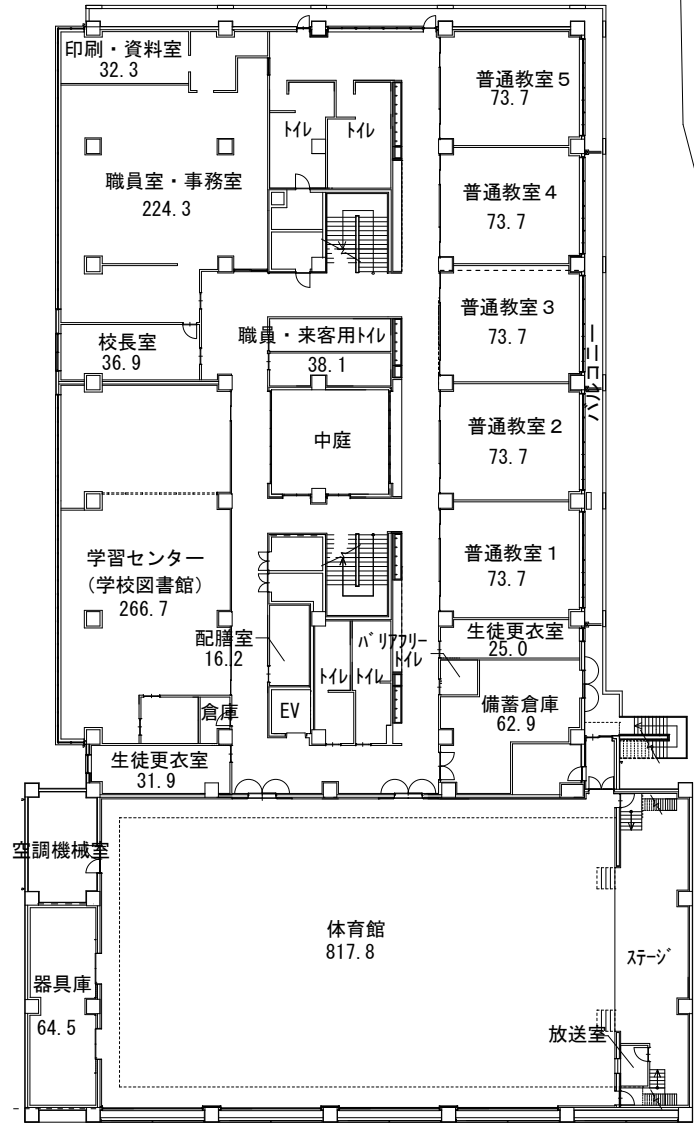 印刷・資料室
32.3
普通教室５
73.7
ﾄｲﾚ
ﾄｲﾚ
職員室・事務室
224.3
普通教室４
73.7
普通教室３
73.7
バルコニー
職員・来客用ﾄｲﾚ
38.1
校長室
36.9
中庭
普通教室２
73.7
学習センター
（学校図書館）
266.7
普通教室１
73.7
配膳室
16.2
バリアフリー
トイレ
生徒更衣室
25.0
ﾄｲﾚ
ﾄｲﾚ
備蓄倉庫
62.9
倉庫
EV
生徒更衣室
31.9
空調機械室
体育館
817.8
器具庫
64.5
ｽﾃｰｼﾞ
放送室